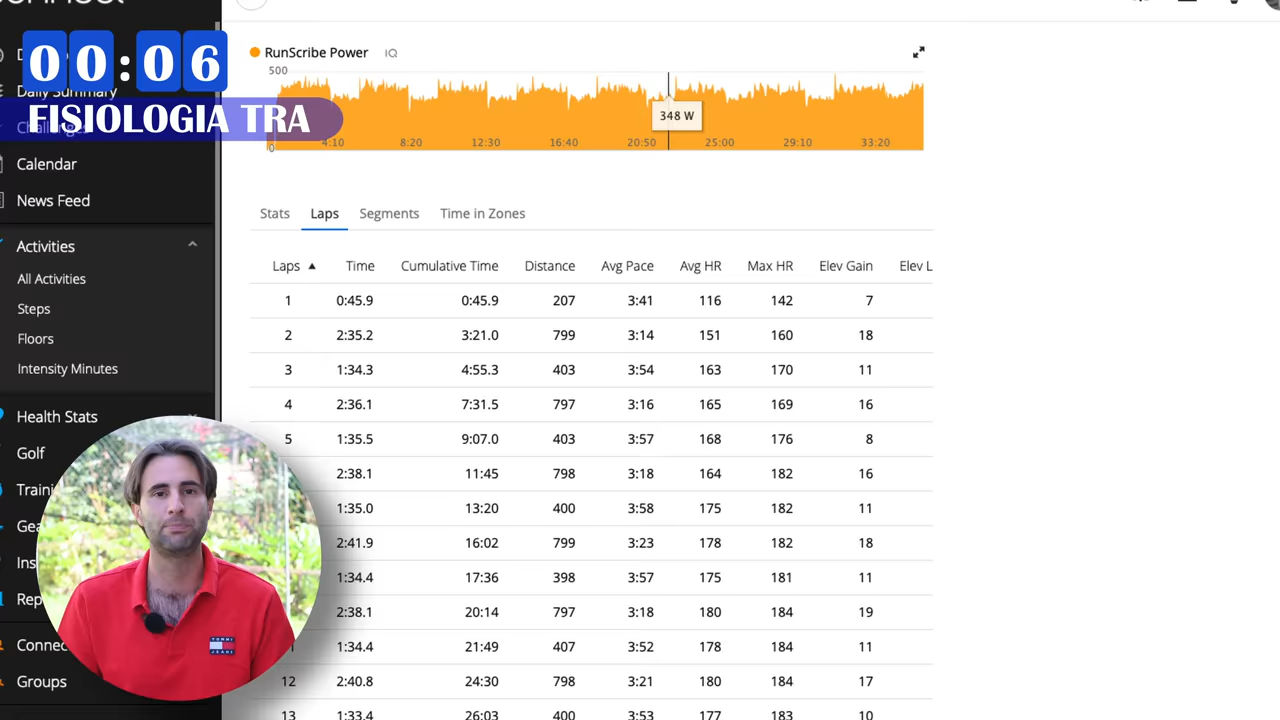 RunScribe Power IQ
500
348 W
0
4:10 8:20 12:30 16:40 20:50 25:00 29:10 33:20
00:06
Daily Summary
FISIOLOGIA TRA
Calendar
News Feed
Activities
All Activities
Steps
Floors
Intensity Minutes
Health Stats
Golf
Traini
Gea
Ins
Rep
Connec
Groups
Stats Laps Segments Time in Zones
Laps ▲ Time Cumulative Time Distance Avg Pace Avg HR Max HR Elev Gain Elev L
1 0:45.9 0:45.9 207 3:41 116 142 7
2 2:35.2 3:21.0 799 3:14 151 160 18
3 1:34.3 4:55.3 403 3:54 163 170 11
4 2:36.1 7:31.5 797 3:16 165 169 16
5 1:35.5 9:07.0 403 3:57 168 176 8
2:38.1 11:45 798 3:18 164 182 16
1:35.0 13:20 400 3:58 175 182 11
2:41.9 16:02 799 3:23 178 182 18
1:34.4 17:36 398 3:57 175 181 11
2:38.1 20:14 797 3:18 180 184 19
1:34.4 21:49 407 3:52 178 184 11
12 2:40.8 24:30 798 3:21 180 184 17
13 1:33.4 26:03 400 3:53 177 183 10
TOMMY
JEANS